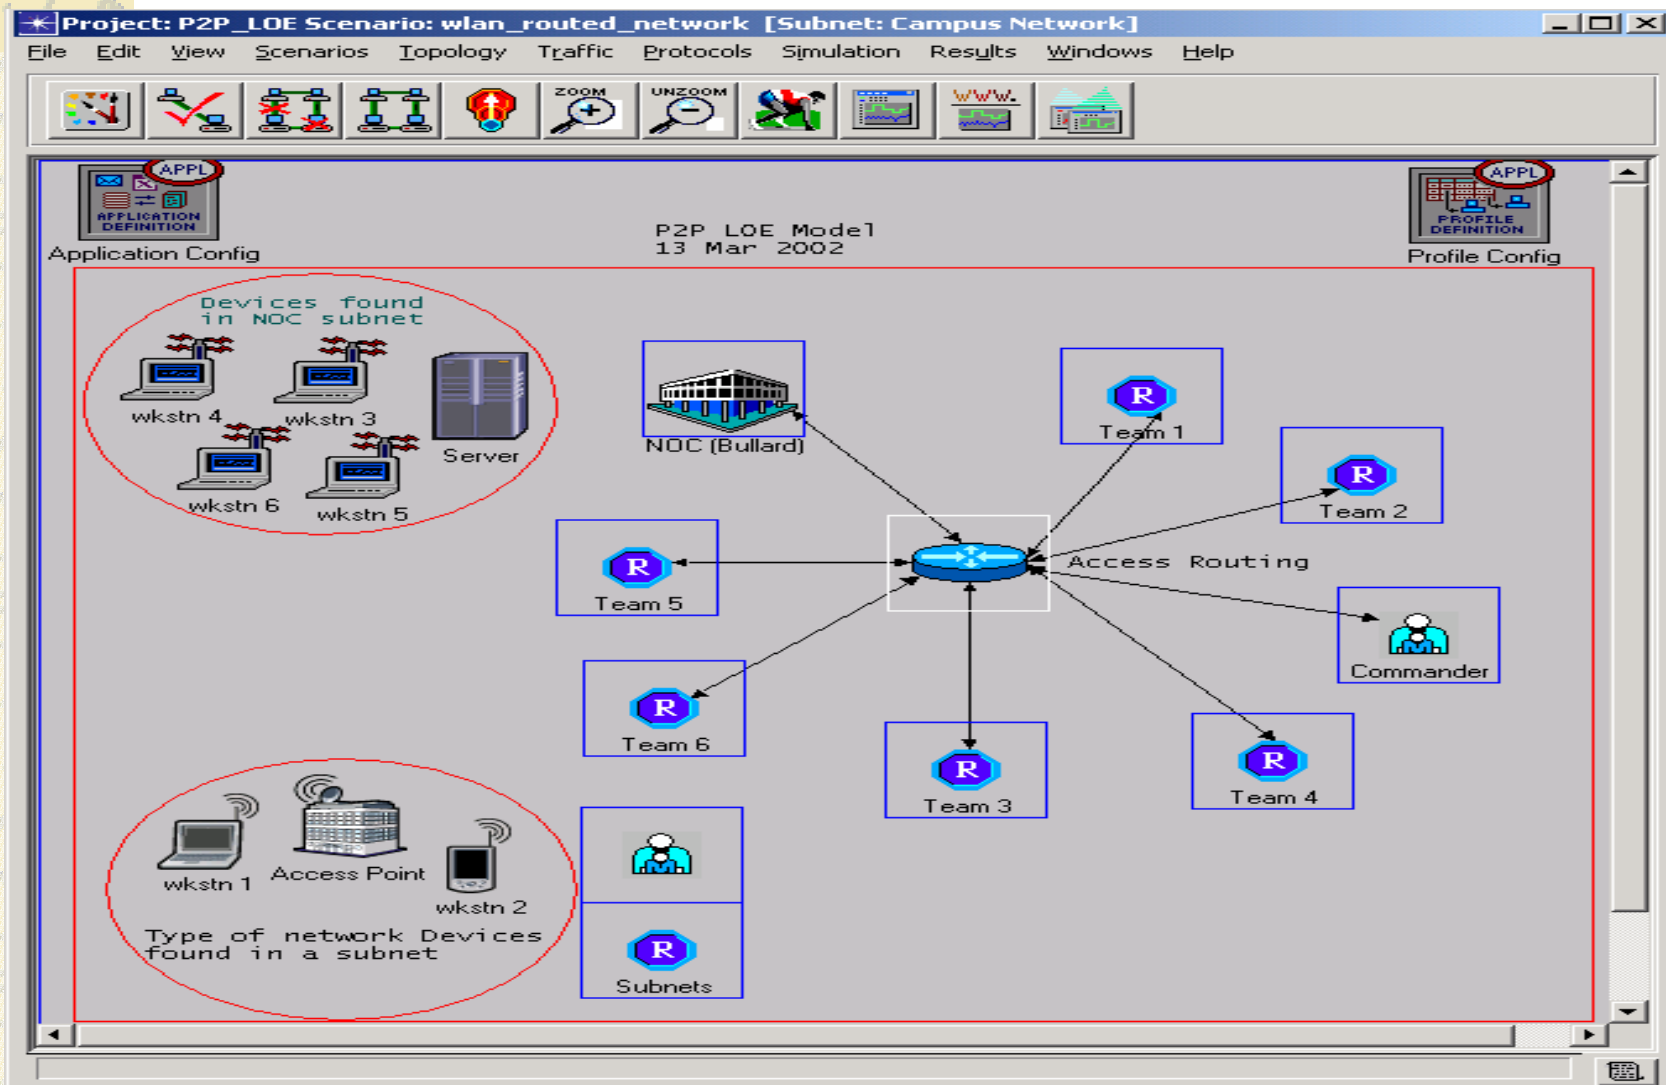 Project: P2P_LOE Scenario: wlan_routed_network [Subnet: Campus Network]
File Edit View Scenarios Topology Traffic Protocols Simulation Results Windows Help
ZOOM
UNZOOM
WWW.
APPL
APPLICATION
DEFINITION
Application Config
P2P LOE Model
13 Mar 2002
APPL
PROFILE
DEFINITION
Profile Config
Devices found
in NOC subnet
wkstn 4
wkstn 3
Server
wkstn 6
wkstn 5
NOC (Bullard)
R
Team 1
R
Team 2
R
Team 5
Access Routing
Commander
R
Team 6
R
Team 3
R
Team 4
wkstn 1
Access Point
wkstn 2
Type of network Devices
found in a subnet
R
Subnets